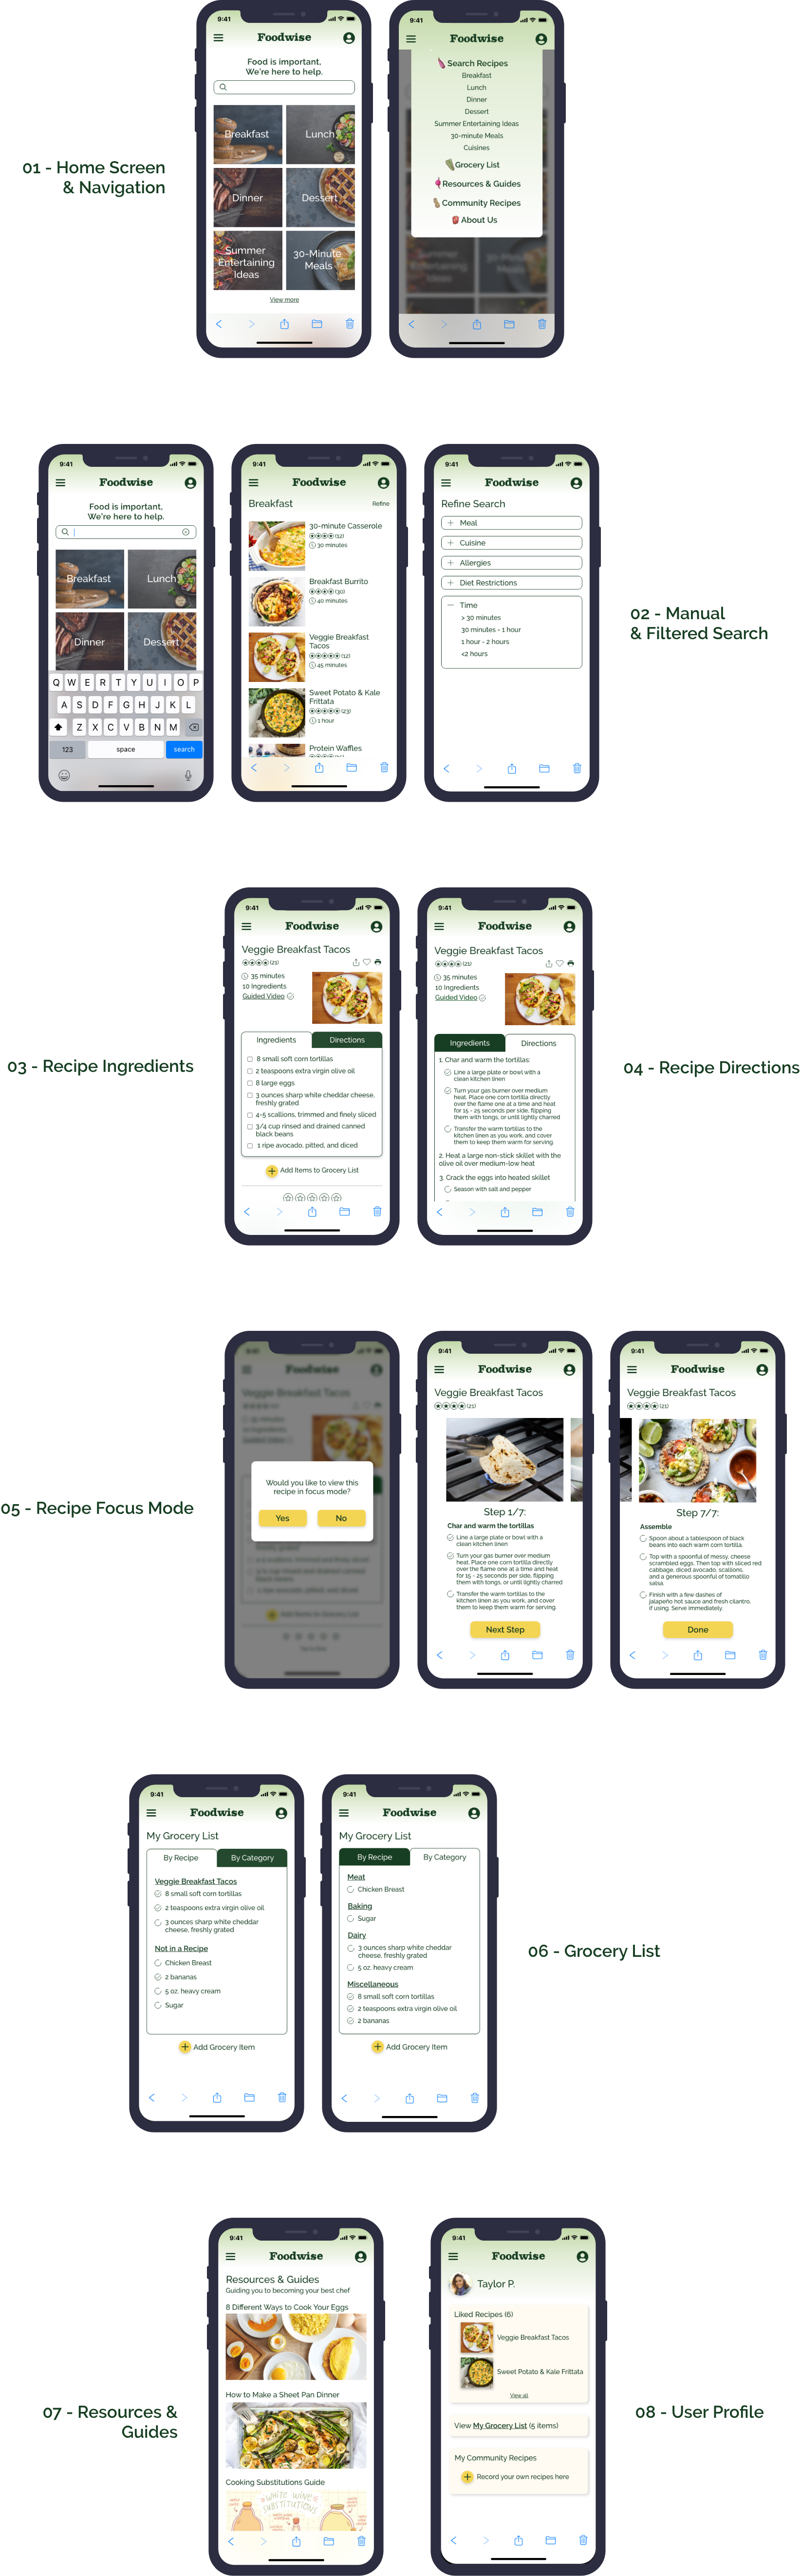 01 - Home Screen
& Navigation
9:41
Foodwise
Food is important,
We're here to help.
Breakfast
Lunch
Dinner
Dessert
Summer
Entertaining
Ideas
30-Minute
Meals
View more
9:41
Foodwise
Search Recipes
Breakfast
Lunch
Dinner
Dessert
Summer Entertaining Ideas
30-minute Meals
Cuisines
Grocery List
Resources & Guides
Community Recipes
About Us
9:41
Foodwise
Food is important,
We're here to help.
Breakfast
Lunch
Dinner
Dessert
Q W E R T Y U I O P
A S D F G H J K L
Z X C V B N M
123 space search
9:41
Foodwise
Breakfast Refine
30-minute Casserole
(12)
30 minutes
Breakfast Burrito
(30)
40 minutes
Veggie Breakfast
Tacos
(12)
45 minutes
Sweet Potato & Kale
Frittata
(23)
1 hour
Protein Waffles
9:41
Foodwise
Refine Search
Meal
Cuisine
Allergies
Diet Restrictions
Time
> 30 minutes
30 minutes - 1 hour
1 hour - 2 hours
<2 hours
02 - Manual
& Filtered Search
03 - Recipe Ingredients
9:41
Foodwise
Veggie Breakfast Tacos
(21)
35 minutes
10 Ingredients
Guided Video
Ingredients Directions
8 small soft corn tortillas
2 teaspoons extra virgin olive oil
8 large eggs
3 ounces sharp white cheddar cheese,
freshly grated
4-5 scallions, trimmed and finely sliced
3/4 cup rinsed and drained canned
black beans
1 ripe avocado, pitted, and diced
Add Items to Grocery List
9:41
Foodwise
Veggie Breakfast Tacos
(21)
35 minutes
10 Ingredients
Guided Video
Ingredients Directions
1. Char and warm the tortillas:
Line a large plate or bowl with a
clean kitchen linen
Turn your gas burner over medium
heat. Place one corn tortilla directly
over the flame one at a time and heat
for 15 - 25 seconds per side, flipping
them with tongs, or until lightly charred
Transfer the warm tortillas to the
kitchen linen as you work, and cover
them to keep them warm for serving.
2. Heat a large non-stick skillet with the
olive oil over medium-low heat
3. Crack the eggs into heated skillet
Season with salt and pepper
04 - Recipe Directions
05 - Recipe Focus Mode
Foodwise
Veggie Breakfast Tacos
Would you like to view this
recipe in focus mode?
Yes No
9:41
Foodwise
Veggie Breakfast Tacos
(21)
Step 1/7:
Char and warm the tortillas
Line a large plate or bowl with a
clean kitchen linen
Turn your gas burner over medium
heat. Place one corn tortilla directly
over the flame one at a time and heat
for 15 - 25 seconds per side, flipping
them with tongs, or until lightly charred
Transfer the warm tortillas to the
kitchen linen as you work, and cover
them to keep them warm for serving.
Next Step
9:41
Foodwise
Veggie Breakfast Tacos
(21)
Step 7/7:
Assemble
Spoon about a tablespoon of black
beans into each warm corn tortilla.
Top with a spoonful of messy, cheese
scrambled eggs. Then top with sliced red
cabbage, diced avocado, scallions,
and a generous spoonful of tomatillo
salsa.
Finish with a few dashes of
jalapeño hot sauce and fresh cilantro,
if using. Serve immediately.
Done
9:41
Foodwise
My Grocery List
By Recipe By Category
Veggie Breakfast Tacos
8 small soft corn tortillas
2 teaspoons extra virgin olive oil
3 ounces sharp white cheddar
cheese, freshly grated
Not in a Recipe
Chicken Breast
2 bananas
5 oz. heavy cream
Sugar
Add Grocery Item
9:41
Foodwise
My Grocery List
By Recipe By Category
Meat
Chicken Breast
Baking
Sugar
Dairy
3 ounces sharp white cheddar
cheese, freshly grated
5 oz. heavy cream
Miscellaneous
8 small soft corn tortillas
2 teaspoons extra virgin olive oil
2 bananas
Add Grocery Item
06 - Grocery List
07 - Resources &
Guides
9:41
Foodwise
Resources & Guides
Guiding you to becoming your best chef
8 Different Ways to Cook Your Eggs
How to Make a Sheet Pan Dinner
Cooking Substitutions Guide
WHITE WINE
SUBSTITUTIONS
9:41
Foodwise
Taylor P.
Liked Recipes (6)
Veggie Breakfast Tacos
Sweet Potato & Kale Frittata
View all
View My Grocery List (5 items)
My Community Recipes
Record your own recipes here
08 - User Profile